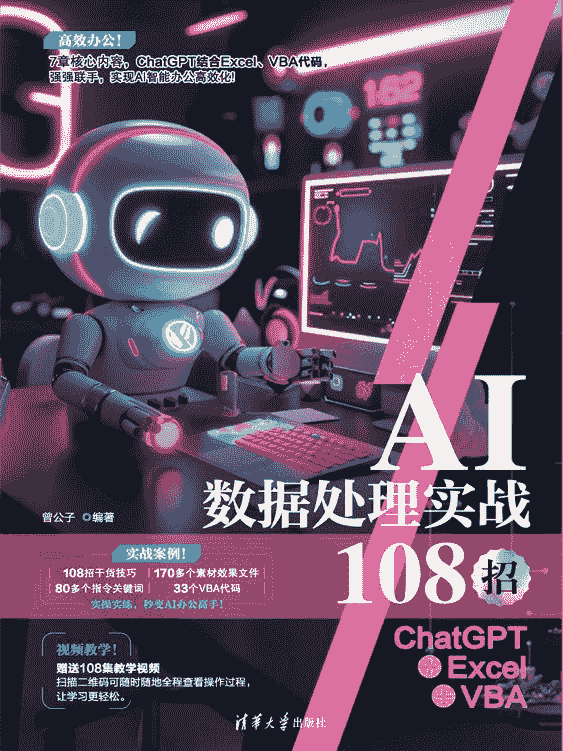 高效办公！
7章核心内容，ChatGPT结合Excel、VBA代码，
强强联手，实现AI智能办公高效化！
AI
数据处理实战
108招
曾公子 ◎编著
实战案例！
108招干货技巧 170多个素材效果文件
80多个指令关键词 33个VBA代码
实操实练，秒变AI办公高手！
ChatGPT
Excel
VBA
视频教学！
赠送108集教学视频
扫描二维码可随时随地全程查看操作过程，
让学习更轻松。
清华大学出版社